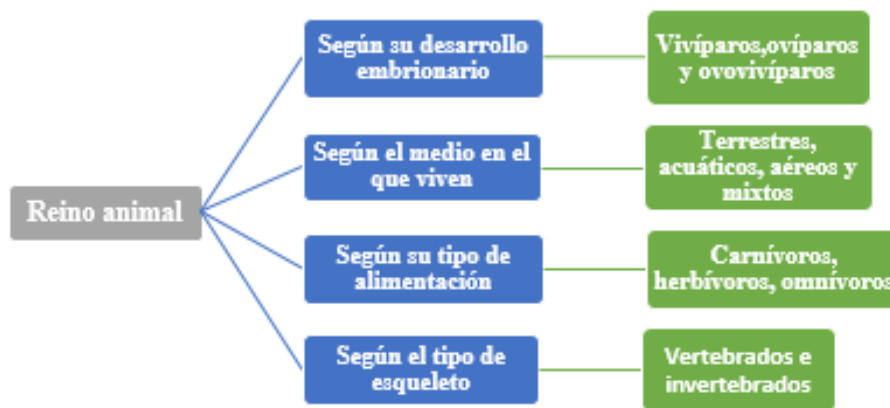 Reino animal
Según su desarrollo
embrionario
Vivíparos,ovíparos
y ovovivíparos
Según el medio en el
que viven
Terrestres,
acuáticos, aéreos y
mixtos
Según su tipo de
alimentación
Carnívoros,
herbívoros, omnívoros
Según el tipo de
esqueleto
Vertebrados e
invertebrados